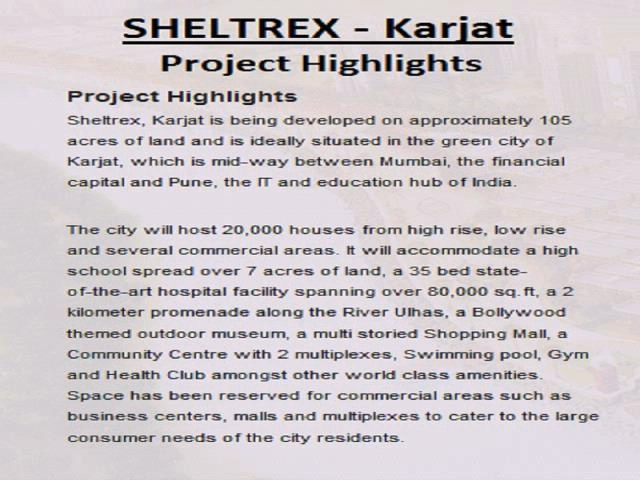 SHELTREX - Karjat
Project Highlights
Project Highlights
Sheltrex, Karjat is being developed on approximately 105
acres of land and is ideally situated in the green city of
Karjat, which is mid-way between Mumbai, the financial
capital and Pune, the IT and education hub of India.
The city will host 20,000 houses from high rise, low rise
and several commercial areas. It will accommodate a high
school spread over 7 acres of land, a 35 bed state-
of-the-art hospital facility spanning over 80,000 sq.ft, a 2
kilometer promenade along the River Ulhas, a Bollywood
themed outdoor museum, a multi storied Shopping Mall, a
Community Centre with 2 multiplexes, Swimming pool, Gym
and Health Club amongst other world class amenities.
Space has been reserved for commercial areas such as
business centers, malls and multiplexes to cater to the large
consumer needs of the city residents.